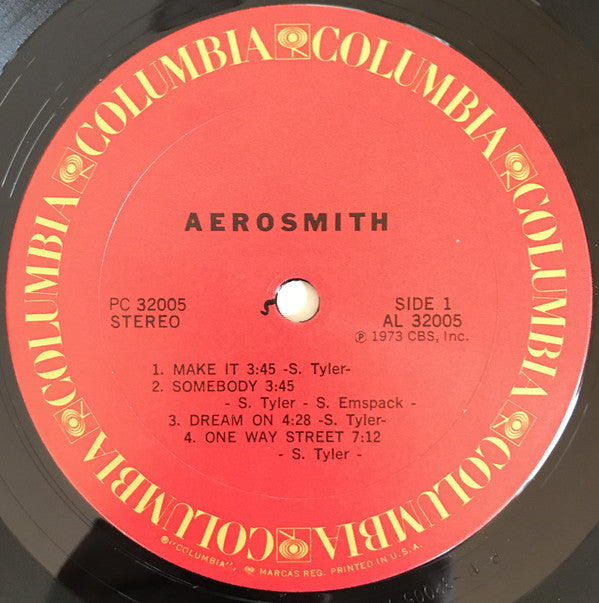 COLUMBIA COLUMBIA COLUMBIA COLUMBIA COLUMBIA COLUMBIA
AEROSMITH
PC 32005
STEREO
SIDE 1
AL 32005
Ⓟ 1973 CBS, Inc.
1. MAKE IT 3:45 -S. Tyler-
2. SOMEBODY 3:45
- S. Tyler - S. Emspack -
3. DREAM ON 4:28 -S. Tyler-
4. ONE WAY STREET 7:12
- S. Tyler -
®"COLUMBIA", MARCAS REG. PRINTED IN U.S.A.